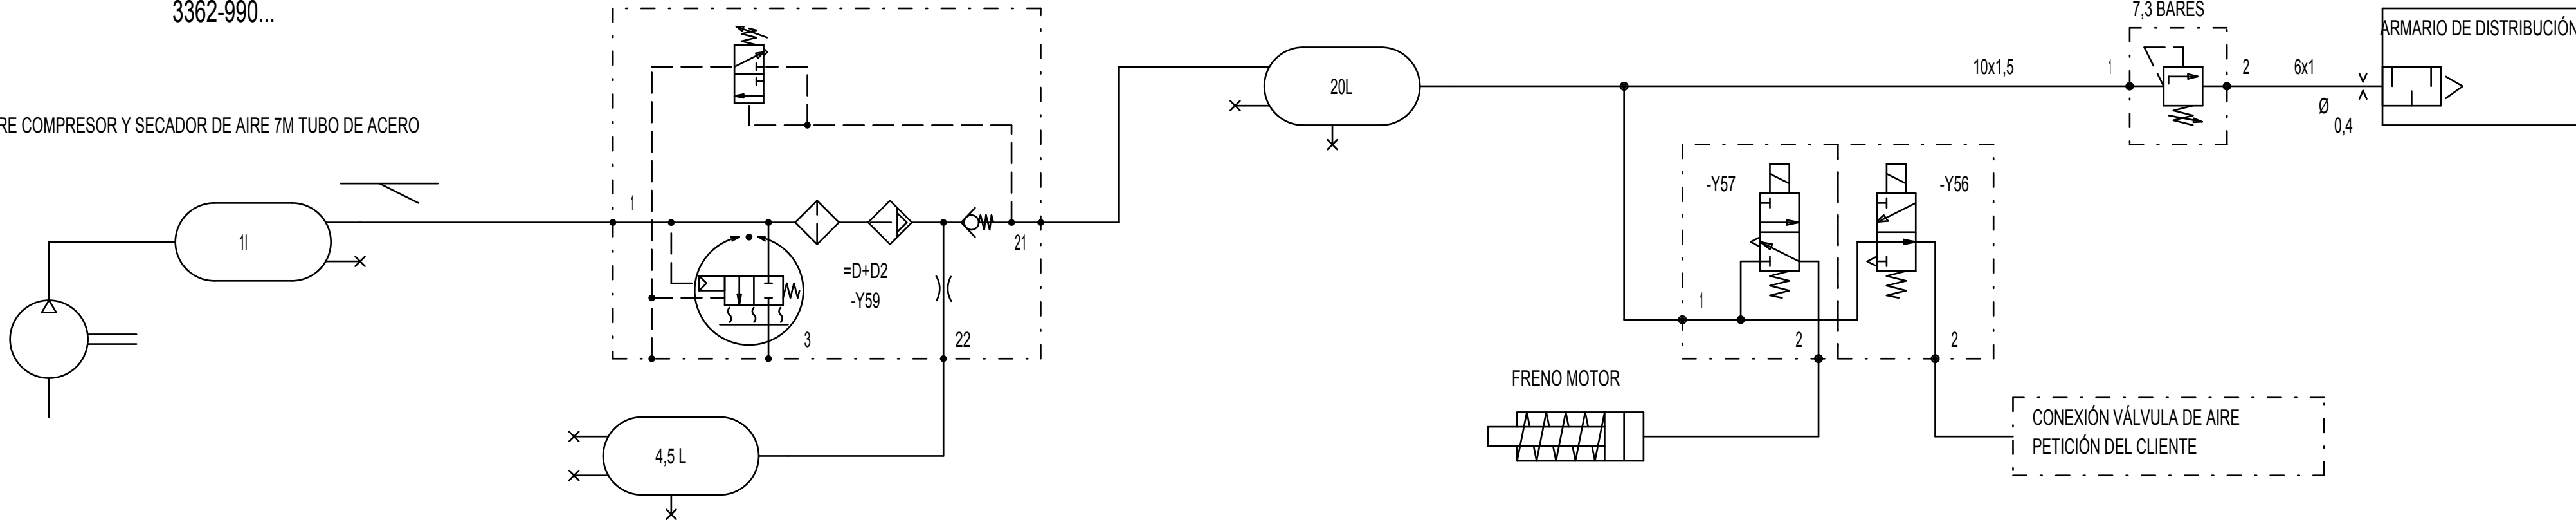 3362-990...
RE COMPRESOR Y SECADOR DE AIRE 7M TUBO DE ACERO
1l
1
21
=D+D2
-Y59
3
22
4,5 L
20L
10x1,5
7,3 BARES
1
2
6x1
Ø
0,4
ARMARIO DE DISTRIBUCIÓN
-Y57
-Y56
1
2
2
FRENO MOTOR
CONEXIÓN VÁLVULA DE AIRE
PETICIÓN DEL CLIENTE